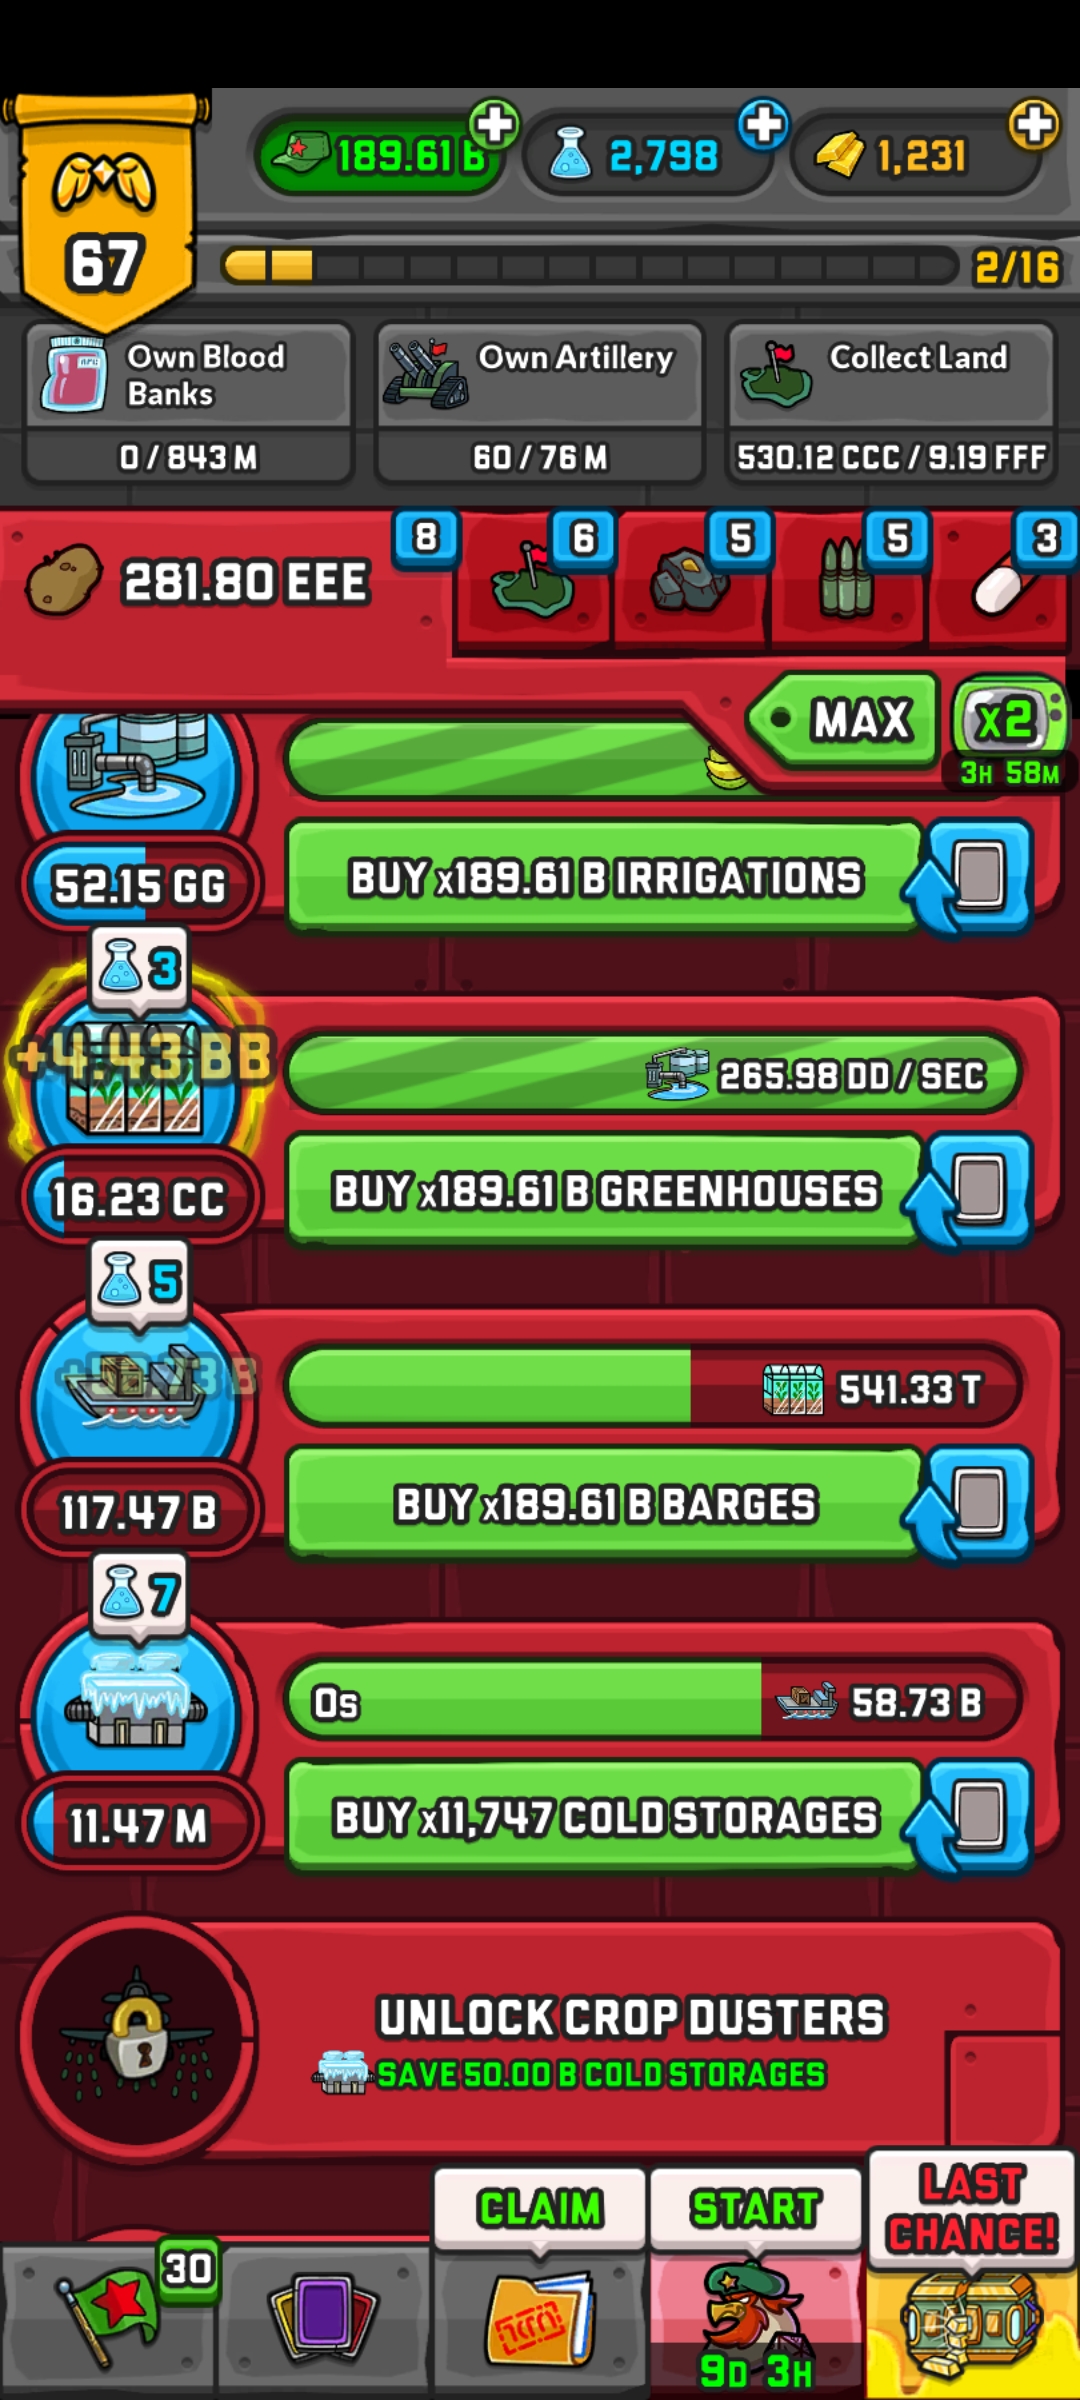 189.61 B
2,798
1,231
67
2/16
Own Blood
Banks
0 / 843 M
Own Artillery
60 / 76 M
Collect Land
530.12 CCC / 9.19 FFF
281.80 EEE
8
6
5
5
3
MAX
x2
3H 58M
52.15 GG
BUY x189.61 B IRRIGATIONS
3
+4.43 BB
265.98 DD / SEC
16.23 CC
BUY x189.61 B GREENHOUSES
5
541.33 T
117.47 B
BUY x189.61 B BARGES
7
0s
58.73 B
11.47 M
BUY x11,747 COLD STORAGES
UNLOCK CROP DUSTERS
SAVE 50.00 B COLD STORAGES
CLAIM
START
LAST
CHANCE!
30
9D 3H